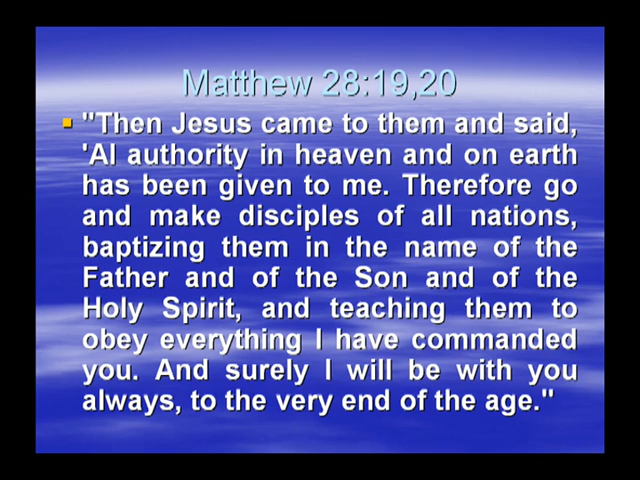 Matthew 28:19,20
"Then Jesus came to them and said,
'Al authority in heaven and on earth
has been given to me. Therefore go
and make disciples of all nations,
baptizing them in the name of the
Father and of the Son and of the
Holy Spirit, and teaching them to
obey everything I have commanded
you. And surely I will be with you
always, to the very end of the age."